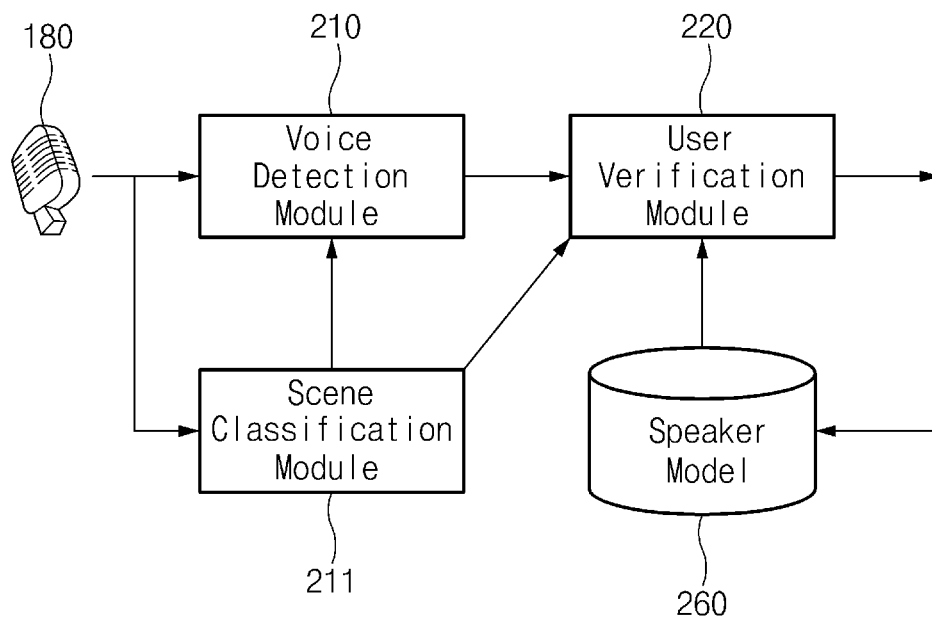 180
210
220
Voice
Detection
Module
User
Verification
Module
Scene
Classification
Module
Speaker
Model
211
260